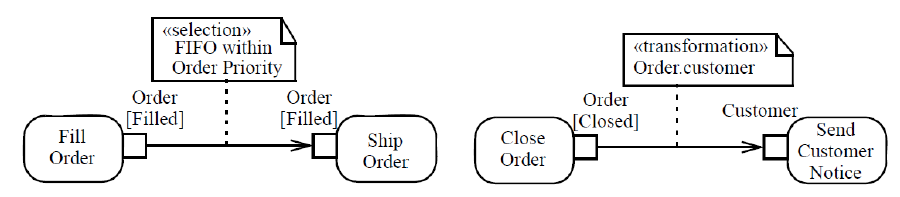 «selection»
FIFO within
Order Priority
Order
[Filled]
Order
[Filled]
Fill
Order
Ship
Order
«transformation»
Order.customer
Order
[Closed]
Customer
Close
Order
Send
Customer
Notice